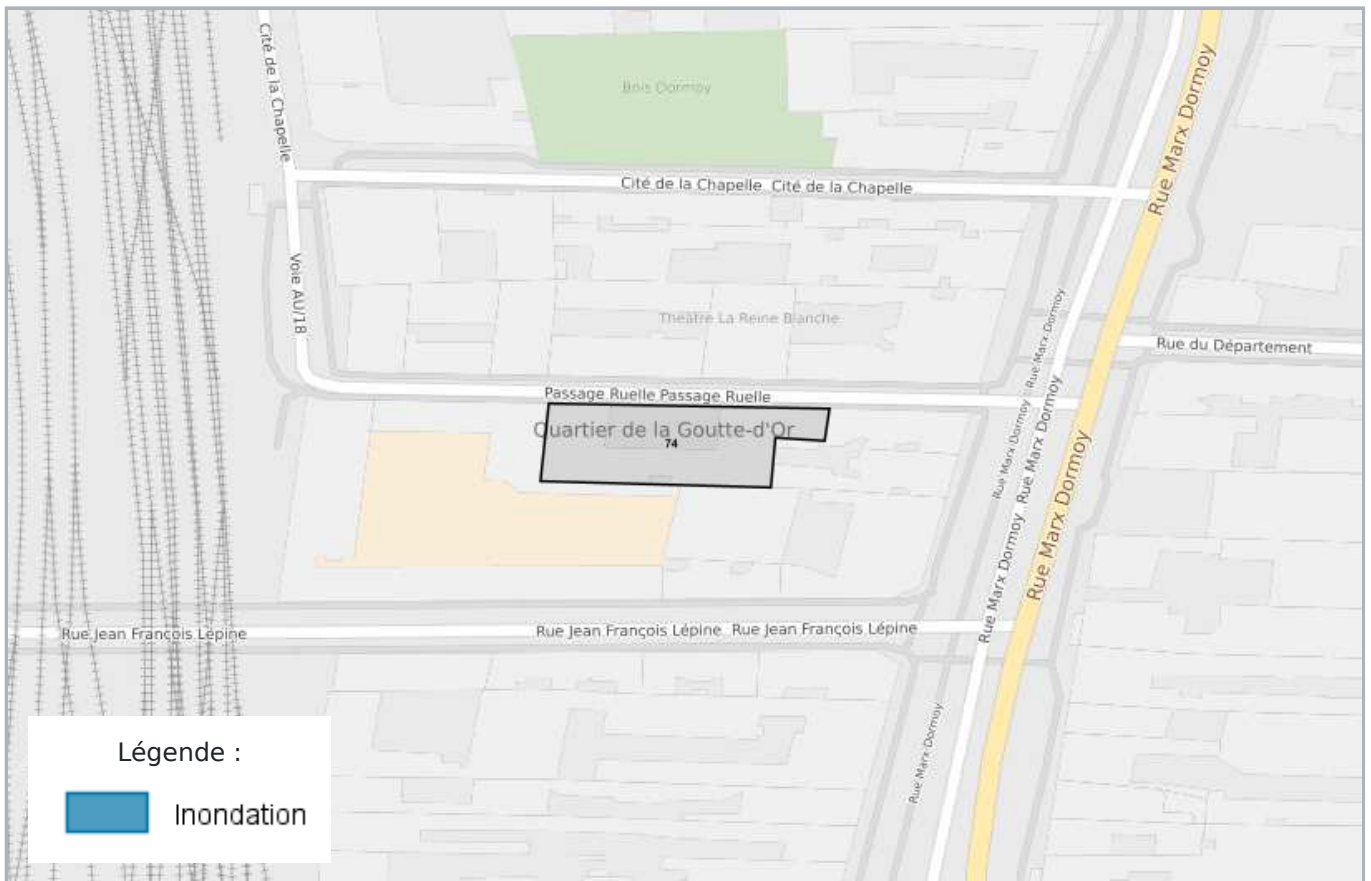 Cité de la Chapelle
Bois Dormoy
Rue Marx Dormoy
Cité de la Chapelle Cité de la Chapelle
Voie AU/18
Théâtre La Reine Blanche
Rue Marx Dormoy
Rue du Département
Passage Ruelle Passage Ruelle
Quartier de la Goutte-d'Or
74
Rue Marx Dormoy
Rue Marx Dormoy Rue Marx Dormoy
Rue Marx Dormoy
Rue Jean François Lépine
Rue Jean François Lépine Rue Jean François Lépine
Rue Marx Dormoy
Légende :
Inondation